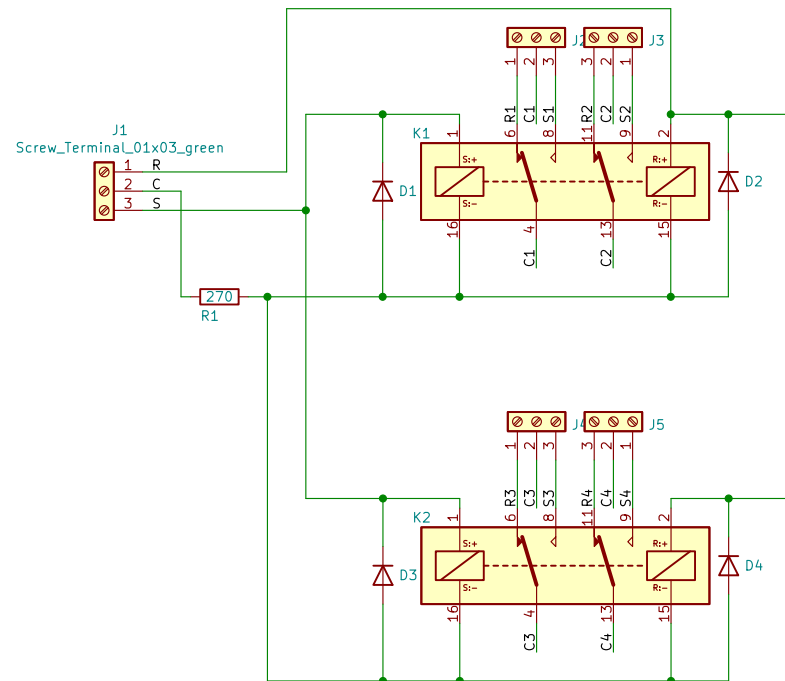 J2
J3
1
2
3
3
2
1
J1
Screw_Terminal_01x03_green
R1
C1
S1
R2
C2
S2
K1
1
6
8
11
9
2
1
R
2
C
3
S
S:+
R:+
D1
D2
S:-
R:-
16
4
13
15
C1
C2
270
R1
J4
J5
1
2
3
3
2
1
R3
C3
S3
R4
C4
S4
K2
1
6
8
11
9
2
S:+
R:+
D3
D4
S:-
R:-
16
4
13
15
C3
C4